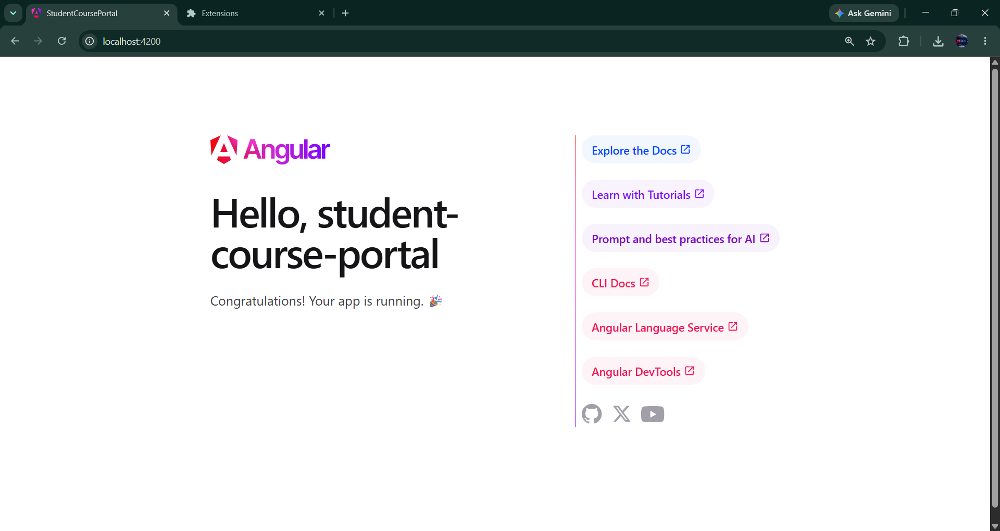 StudentCoursePortal
Extensions
Ask Gemini
localhost:4200
Angular
Hello, student-
course-portal
Congratulations! Your app is running. 🎉
Explore the Docs
Learn with Tutorials
Prompt and best practices for AI
CLI Docs
Angular Language Service
Angular DevTools